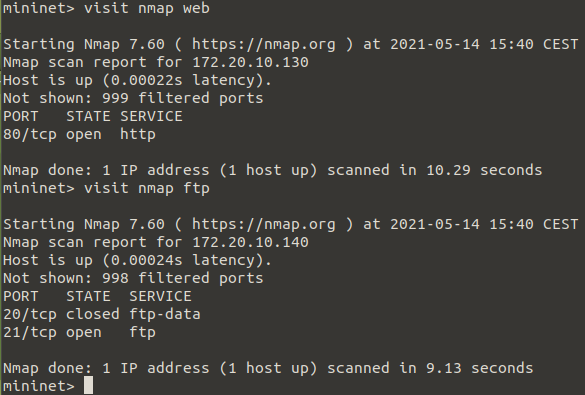 mininet> visit nmap web
Starting Nmap 7.60 ( https://nmap.org ) at 2021-05-14 15:40 CEST
Nmap scan report for 172.20.10.130
Host is up (0.00022s latency).
Not shown: 999 filtered ports
PORT   STATE SERVICE
80/tcp open  http
Nmap done: 1 IP address (1 host up) scanned in 10.29 seconds
mininet> visit nmap ftp
Starting Nmap 7.60 ( https://nmap.org ) at 2021-05-14 15:40 CEST
Nmap scan report for 172.20.10.140
Host is up (0.00024s latency).
Not shown: 998 filtered ports
PORT   STATE  SERVICE
20/tcp closed ftp-data
21/tcp open   ftp
Nmap done: 1 IP address (1 host up) scanned in 9.13 seconds
mininet>